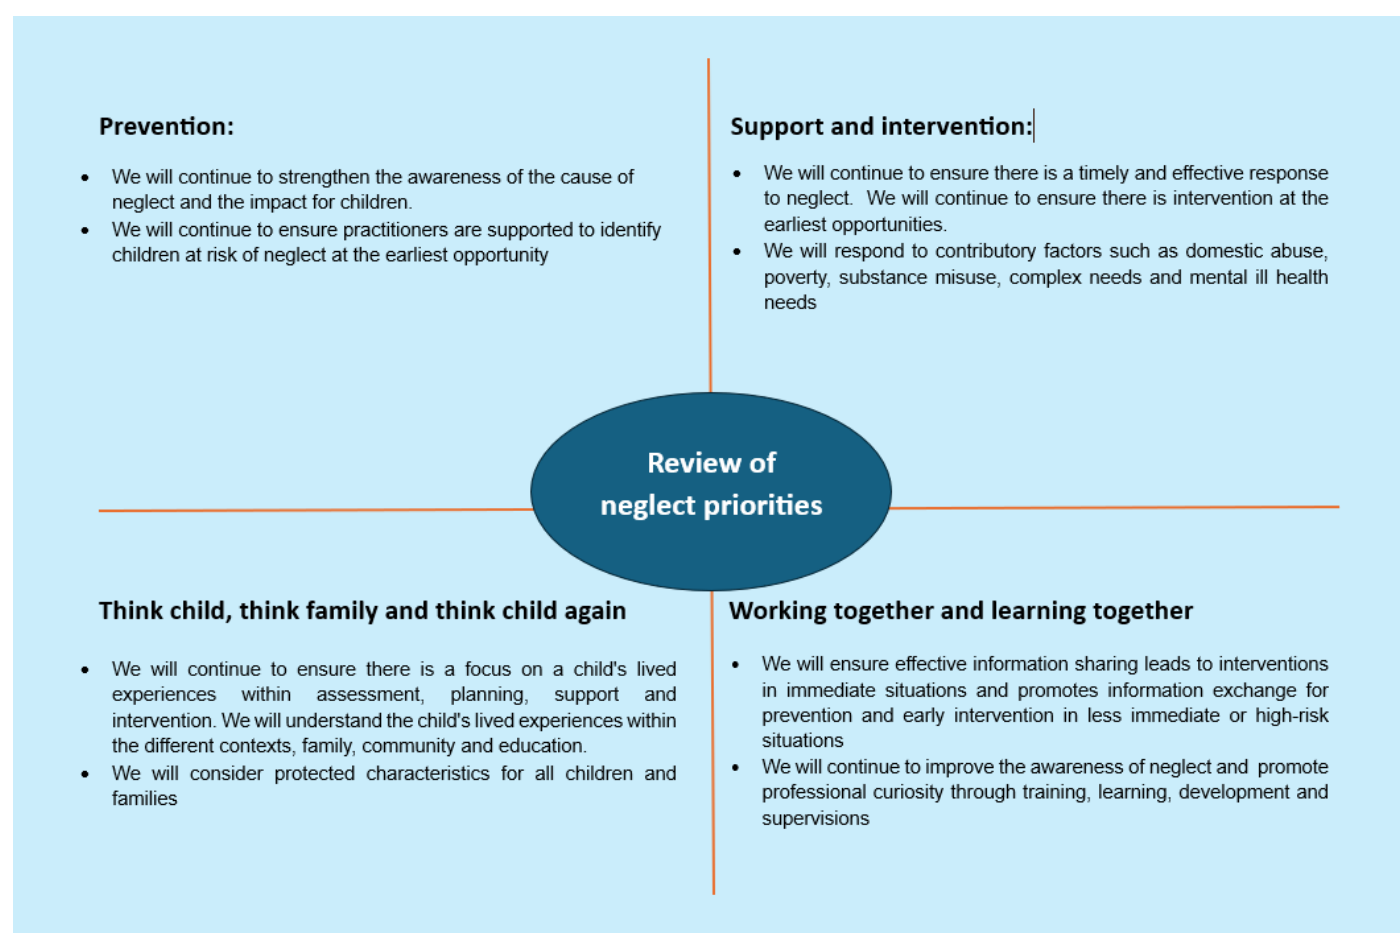 Prevention:
• We will continue to strengthen the awareness of the cause of
neglect and the impact for children.
• We will continue to ensure practitioners are supported to identify
children at risk of neglect at the earliest opportunity
Support and intervention:
• We will continue to ensure there is a timely and effective response
to neglect.  We will continue to ensure there is intervention at the
earliest opportunities.
• We will respond to contributory factors such as domestic abuse,
poverty, substance misuse, complex needs and mental ill health
needs
Review of
neglect priorities
Think child, think family and think child again
• We will continue to ensure there is a focus on a child's lived
experiences within assessment, planning, support and
intervention. We will understand the child's lived experiences within
the different contexts, family, community and education.
• We will consider protected characteristics for all children and
families
Working together and learning together
• We will ensure effective information sharing leads to interventions
in immediate situations and promotes information exchange for
prevention and early intervention in less immediate or high-risk
situations
• We will continue to improve the awareness of neglect and  promote
professional curiosity through training, learning, development and
supervisions